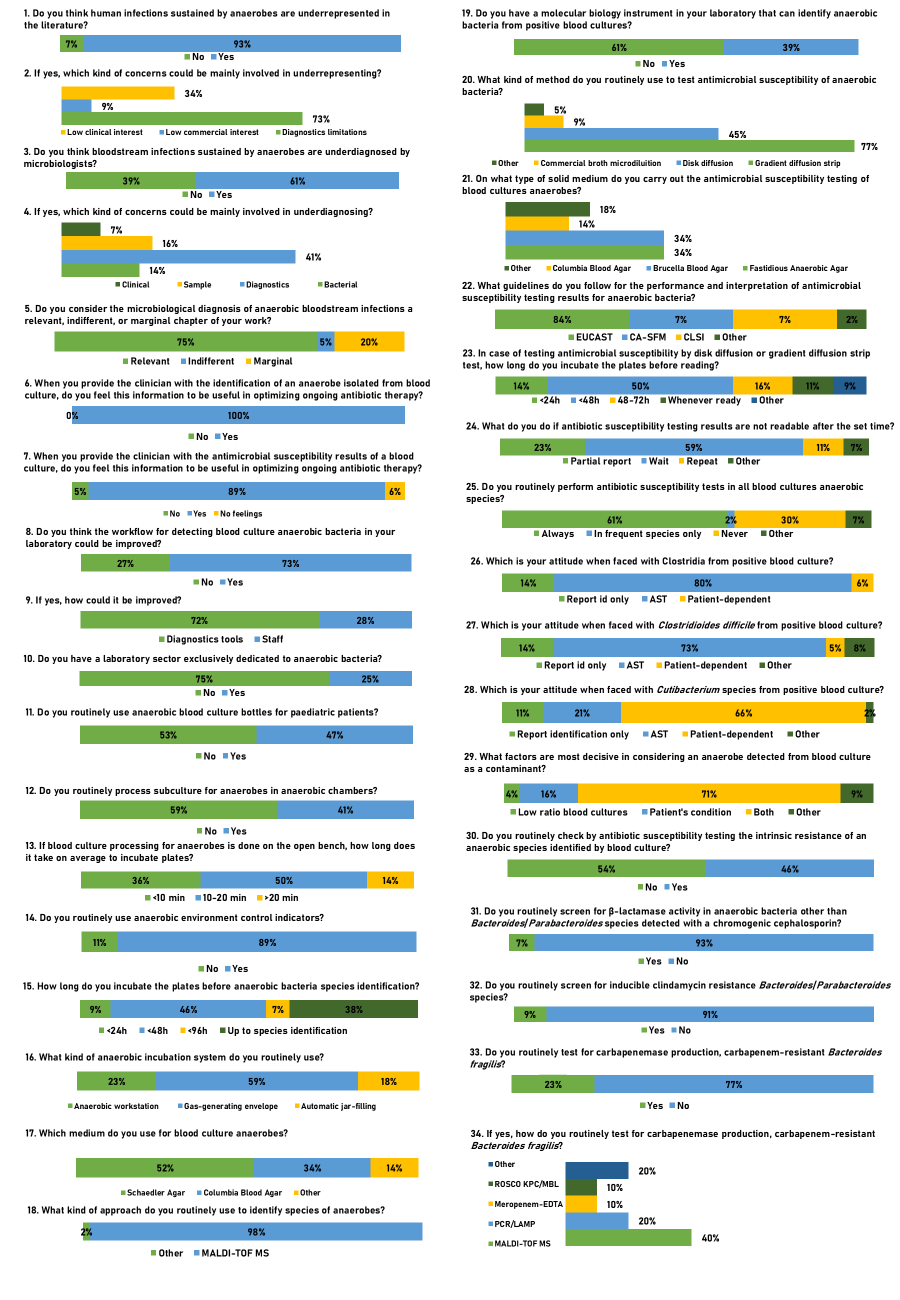 1. Do you think human infections sustained by anaerobes are underrepresented in
the literature?
7% 93%
No Yes
2. If yes, which kind of concerns could be mainly involved in underrepresenting?
34%
9%
73%
Low clinical interest Low commercial interest Diagnostics limitations
3. Do you think bloodstream infections sustained by anaerobes are underdiagnosed by
microbiologists?
39% 61%
No Yes
4. If yes, which kind of concerns could be mainly involved in underdiagnosing?
7%
16%
41%
14%
Clinical Sample Diagnostics Bacterial
5. Do you consider the microbiological diagnosis of anaerobic bloodstream infections a
relevant, indifferent, or marginal chapter of your work?
75% 5% 20%
Relevant Indifferent Marginal
6. When you provide the clinician with the identification of an anaerobe isolated from blood
culture, do you feel this information to be useful in optimizing ongoing antibiotic therapy?
0% 100%
No Yes
7. When you provide the clinician with the antimicrobial susceptibility results of a blood
culture, do you feel this information to be useful in optimizing ongoing antibiotic therapy?
5% 89% 6%
No Yes No feelings
8. Do you think the workflow for detecting blood culture anaerobic bacteria in your
laboratory could be improved?
27% 73%
No Yes
9. If yes, how could it be improved?
72% 28%
Diagnostics tools Staff
10. Do you have a laboratory sector exclusively dedicated to anaerobic bacteria?
75% 25%
No Yes
11. Do you routinely use anaerobic blood culture bottles for paediatric patients?
53% 47%
No Yes
12. Do you routinely process subculture for anaerobes in anaerobic chambers?
59% 41%
No Yes
13. If blood culture processing for anaerobes is done on the open bench, how long does
it take on average to incubate plates?
36% 50% 14%
<10 min 10-20 min >20 min
14. Do you routinely use anaerobic environment control indicators?
11% 89%
No Yes
15. How long do you incubate the plates before anaerobic bacteria species identification?
9% 46% 7% 38%
<24h <48h <96h Up to species identification
16. What kind of anaerobic incubation system do you routinely use?
23% 59% 18%
Anaerobic workstation Gas-generating envelope Automatic jar-filling
17. Which medium do you use for blood culture anaerobes?
52% 34% 14%
Schaedler Agar Columbia Blood Agar Other
18. What kind of approach do you routinely use to identify species of anaerobes?
2% 98%
Other MALDI-TOF MS
19. Do you have a molecular biology instrument in your laboratory that can identify anaerobic
bacteria from positive blood cultures?
61% 39%
No Yes
20. What kind of method do you routinely use to test antimicrobial susceptibility of anaerobic
bacteria?
5%
9%
45%
77%
Other Commercial broth microdiluition Disk diffusion Gradient diffusion strip
21. On what type of solid medium do you carry out the antimicrobial susceptibility testing of
blood cultures anaerobes?
18%
14%
34%
34%
Other Columbia Blood Agar Brucella Blood Agar Fastidious Anaerobic Agar
22. What guidelines do you follow for the performance and interpretation of antimicrobial
susceptibility testing results for anaerobic bacteria?
84% 7% 7% 2%
EUCAST CA-SFM CLSI Other
23. In case of testing antimicrobial susceptibility by disk diffusion or gradient diffusion strip
test, how long do you incubate the plates before reading?
14% 50% 16% 11% 9%
<24h <48h 48-72h Whenever ready Other
24. What do you do if antibiotic susceptibility testing results are not readable after the set time?
23% 59% 11% 7%
Partial report Wait Repeat Other
25. Do you routinely perform antibiotic susceptibility tests in all blood cultures anaerobic
species?
61% 2% 30% 7%
Always In frequent species only Never Other
26. Which is your attitude when faced with Clostridia from positive blood culture?
14% 80% 6%
Report id only AST Patient-dependent
27. Which is your attitude when faced with Clostridioides difficile from positive blood culture?
14% 73% 5% 8%
Report id only AST Patient-dependent Other
28. Which is your attitude when faced with Cutibacterium species from positive blood culture?
11% 21% 66% 2%
Report identification only AST Patient-dependent Other
29. What factors are most decisive in considering an anaerobe detected from blood culture
as a contaminant?
4% 16% 71% 9%
Low ratio blood cultures Patient's condition Both Other
30. Do you routinely check by antibiotic susceptibility testing the intrinsic resistance of an
anaerobic species identified by blood culture?
54% 46%
No Yes
31. Do you routinely screen for β-lactamase activity in anaerobic bacteria other than
Bacteroides/Parabacteroides species detected with a chromogenic cephalosporin?
7% 93%
Yes No
32. Do you routinely screen for inducible clindamycin resistance Bacteroides/Parabacteroides
species?
9% 91%
Yes No
33. Do you routinely test for carbapenemase production, carbapenem-resistant Bacteroides
fragilis?
23% 77%
Yes No
34. If yes, how do you routinely test for carbapenemase production, carbapenem-resistant
Bacteroides fragilis?
Other 20%
ROSCO KPC/MBL 10%
Meropenem-EDTA 10%
PCR/LAMP 20%
MALDI-TOF MS 40%